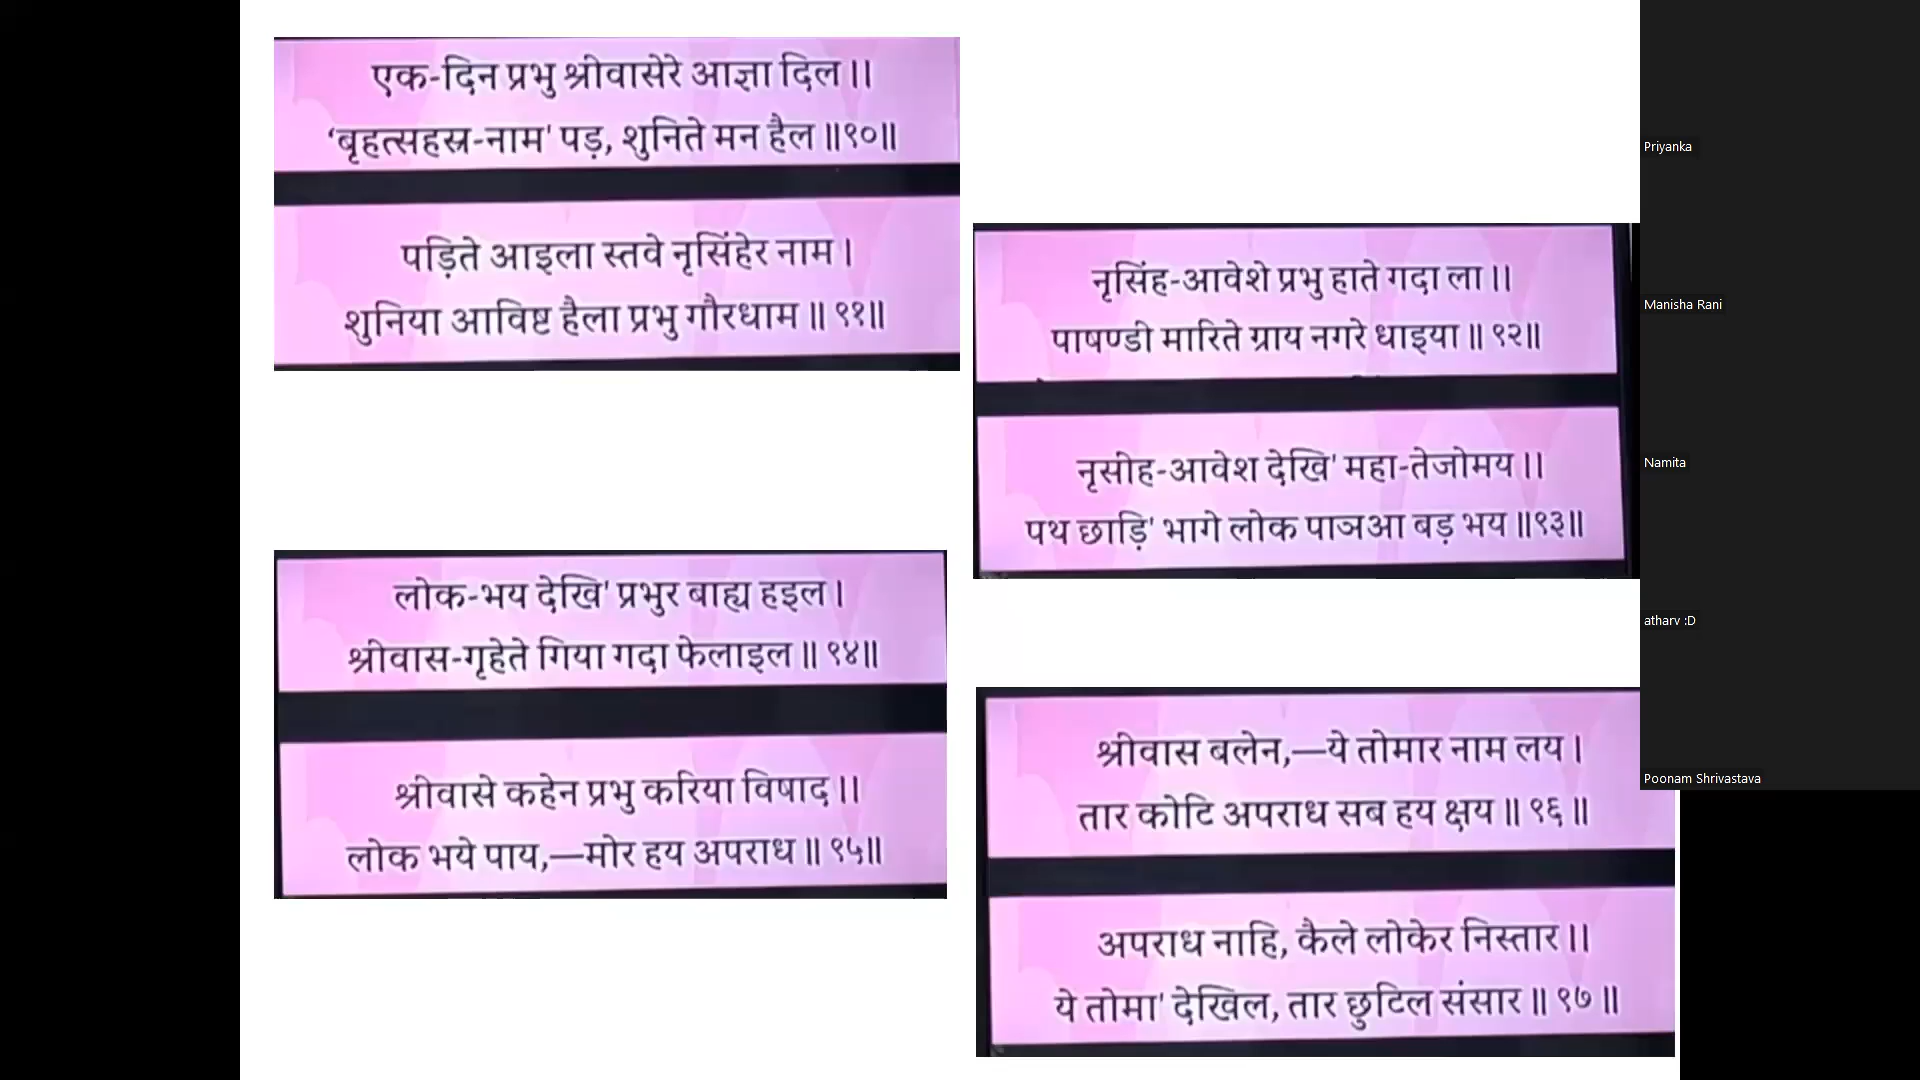 एक-दिन प्रभु श्रीवासेरे आज्ञा दिल।।
‘बृहत्सहस्र-नाम' पड़, शुनिते मन हैल॥९०॥
पड़िते आइला स्तवे नृसिंहेर नाम।
शुनिया आविष्ट हैला प्रभु गौरधाम॥ ९१॥
नृसिंह-आवेशे प्रभु हाते गदा ला।।
पाषण्डी मारिते ग्राय नगरे धाइया॥ ९२॥
नृसीह-आवेश देखि' महा-तेजोमय।।
पथ छाड़ि' भागे लोक पाञआ बड़ भय॥९३॥
लोक-भय देखि' प्रभुर बाह्य हइल।
श्रीवास-गृहेते गिया गदा फेलाइल॥ ९४॥
श्रीवासे कहेन प्रभु करिया विषाद।।
लोक भये पाय,—मोर हय अपराध॥ ९५॥
श्रीवास बलेन,—ये तोमार नाम लय।
तार कोटि अपराध सब हय क्षय॥ ९६॥
अपराध नाहि, कैले लोकेर निस्तार।।
ये तोमा' देखिल, तार छुटिल संसार॥ ९७॥
Priyanka
Manisha Rani
Namita
atharv :D
Poonam Shrivastava